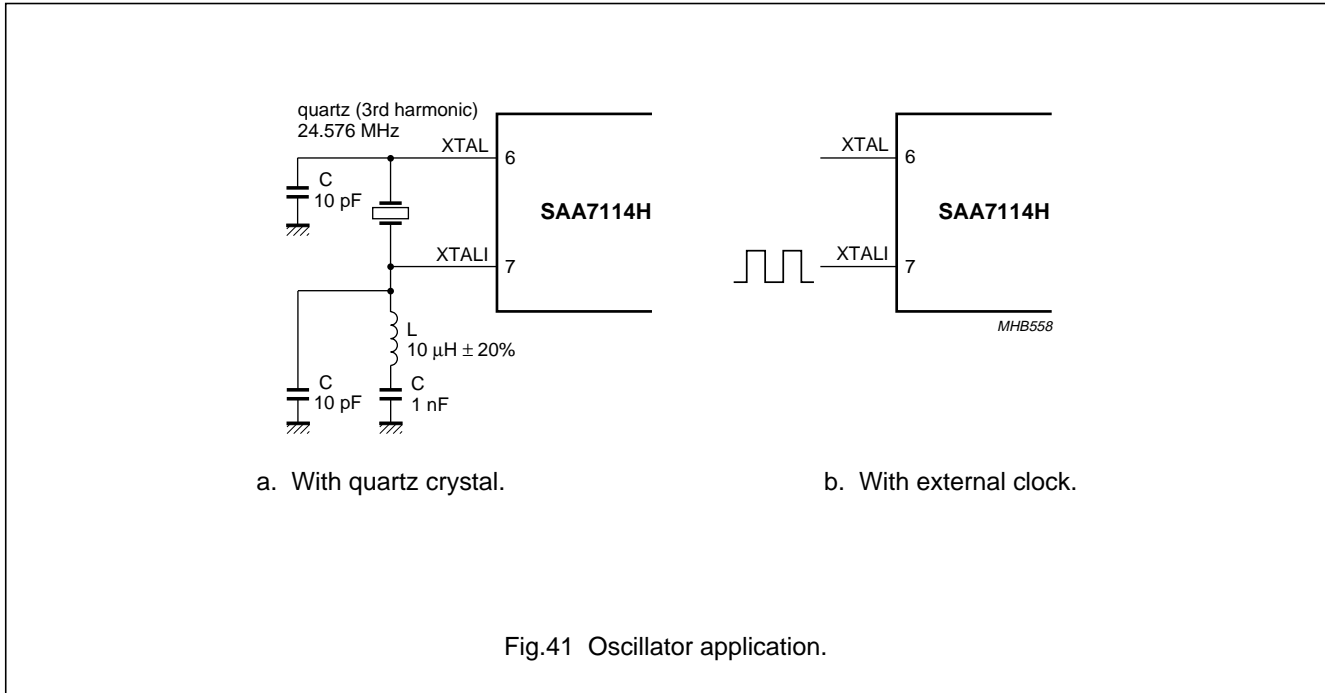 quartz (3rd harmonic)
24.576 MHz
XTAL
6
C
10 pF
SAA7114H
XTALI
7
L
10 μH ± 20%
C
10 pF
C
1 nF
a. With quartz crystal.
XTAL
6
SAA7114H
XTALI
7
MHB558
b. With external clock.
Fig.41 Oscillator application.